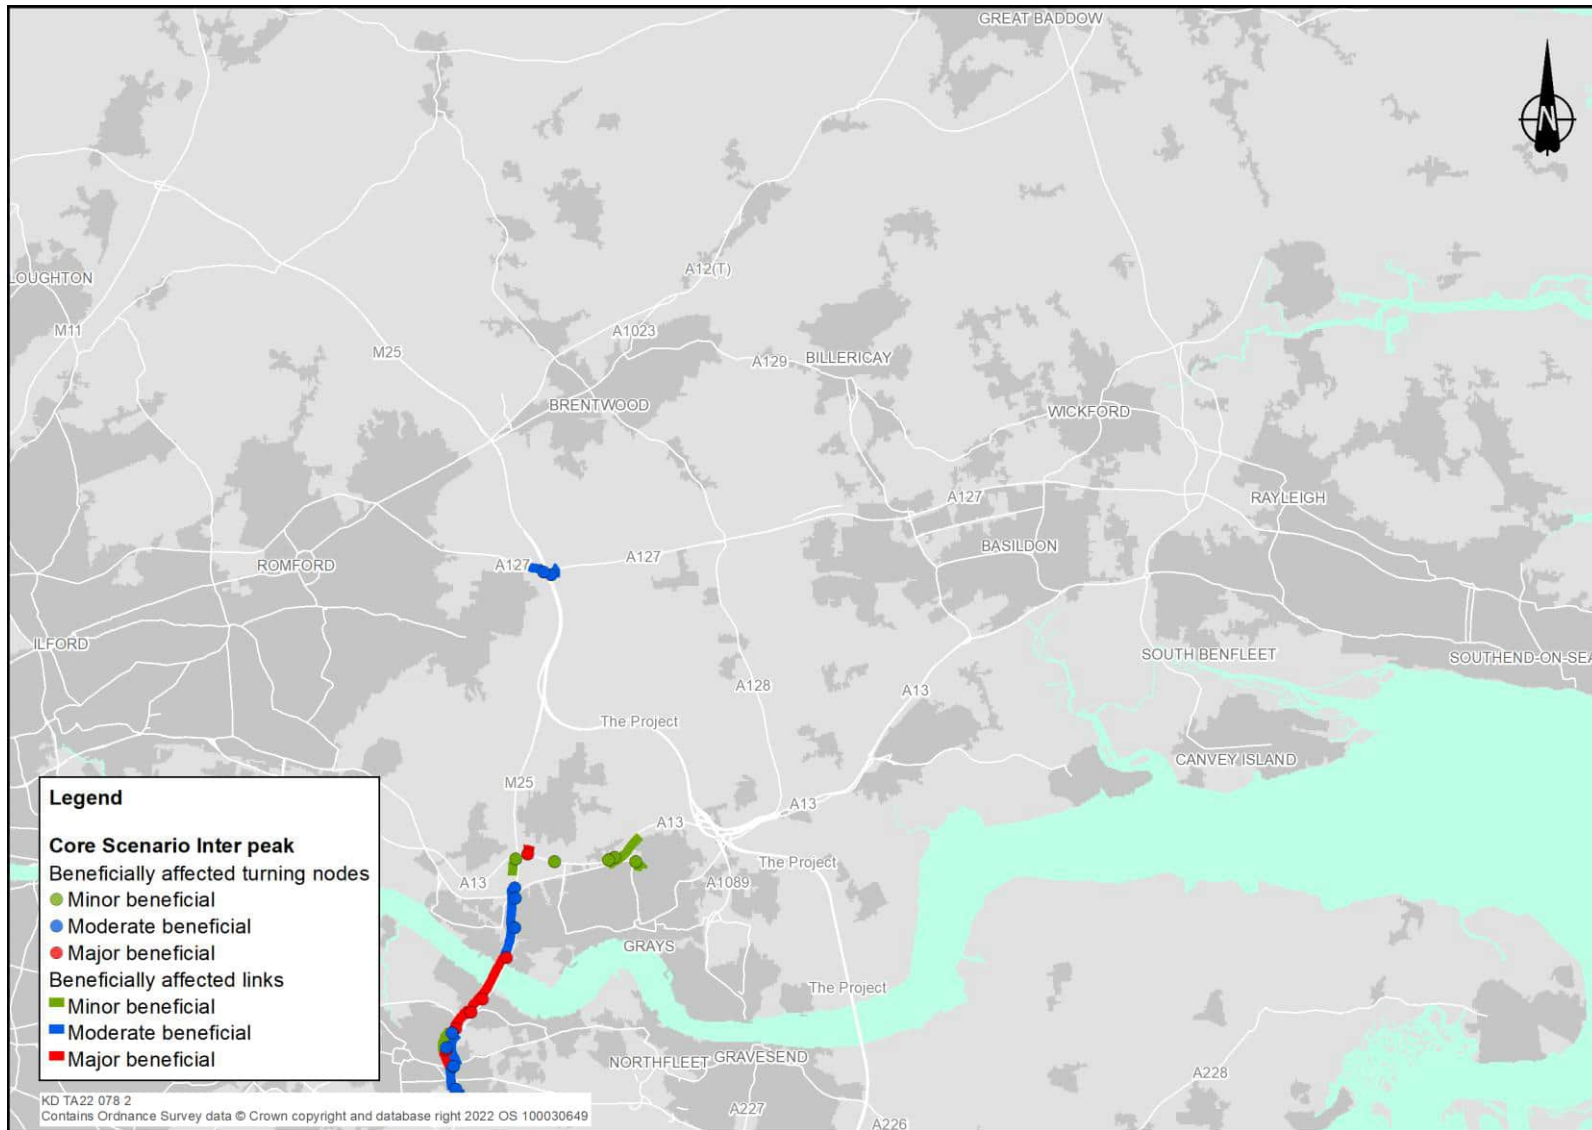 GREAT BADDOW
N
LOUGHTON
A12(T)
M11
A1023
M25
A129
BILLERICAY
BRENTWOOD
WICKFORD
A127
RAYLEIGH
BASILDON
A127
A127
ROMFORD
ILFORD
SOUTH BENFLEET
SOUTHEND-ON-SEA
A128
A13
The Project
CANVEY ISLAND
M25
A13
A13
The Project
A13
A1089
GRAYS
The Project
NORTHFLEET
GRAVESEND
A228
A227
A226
Legend
Core Scenario Inter peak
Beneficially affected turning nodes
Minor beneficial
Moderate beneficial
Major beneficial
Beneficially affected links
Minor beneficial
Moderate beneficial
Major beneficial
KD TA22 078 2
Contains Ordnance Survey data © Crown copyright and database right 2022 OS 100030649